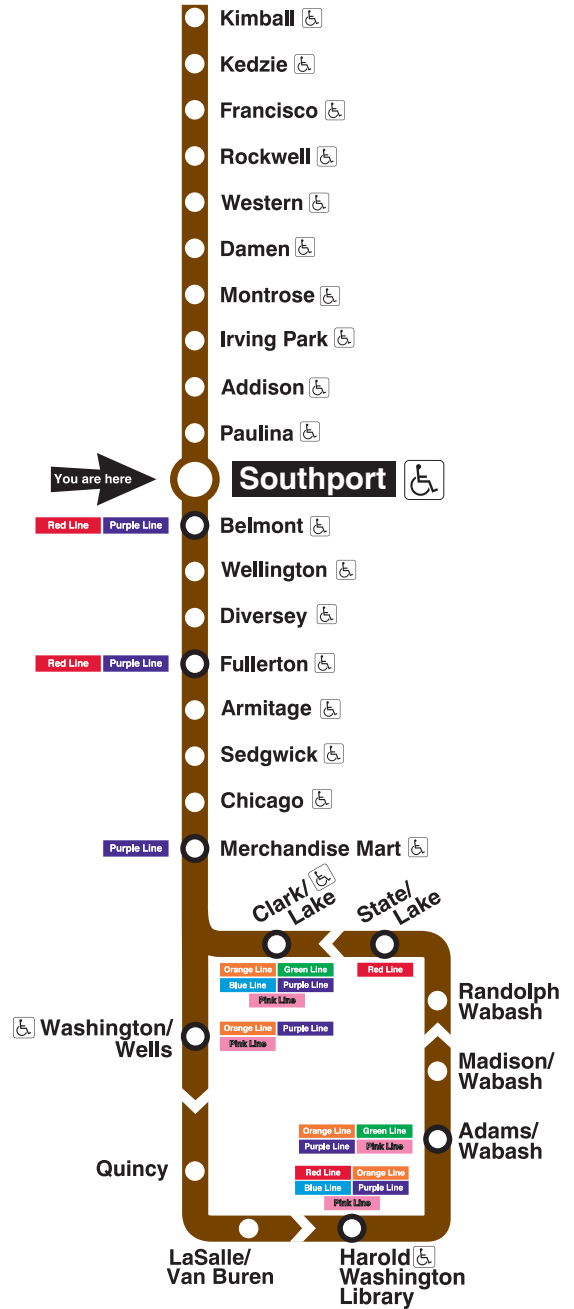 Kimball
Kedzie
Francisco
Rockwell
Western
Damen
Montrose
Irving Park
Addison
Paulina
You are here
Southport
Red Line Purple Line
Belmont
Wellington
Diversey
Red Line Purple Line
Fullerton
Armitage
Sedgwick
Chicago
Purple Line
Merchandise Mart
Clark/
Lake
State/
Lake
Orange Line Green Line
Blue Line Purple Line
Pink Line
Red Line
Randolph
Wabash
Washington/
Wells
Orange Line Purple Line
Pink Line
Madison/
Wabash
Orange Line Green Line
Purple Line Pink Line
Adams/
Wabash
Quincy
Red Line Orange Line
Blue Line Purple Line
Pink Line
LaSalle/
Van Buren
Harold
Washington
Library